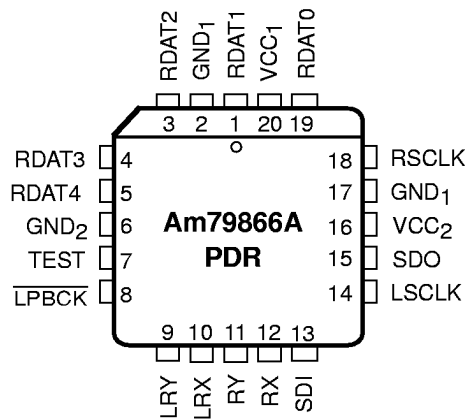 RDAT2 GND₁ RDAT1 VCC₁ RDAT0
3 2 1 20 19
RDAT3 4 18 RSCLK
RDAT4 5 17 GND₁
GND₂ 6 Am79866A 16 VCC₂
TEST 7 PDR 15 SDO
L̅P̅B̅C̅K̅ 8 14 LSCLK
9 10 11 12 13
LRY LRX RY RX SDI